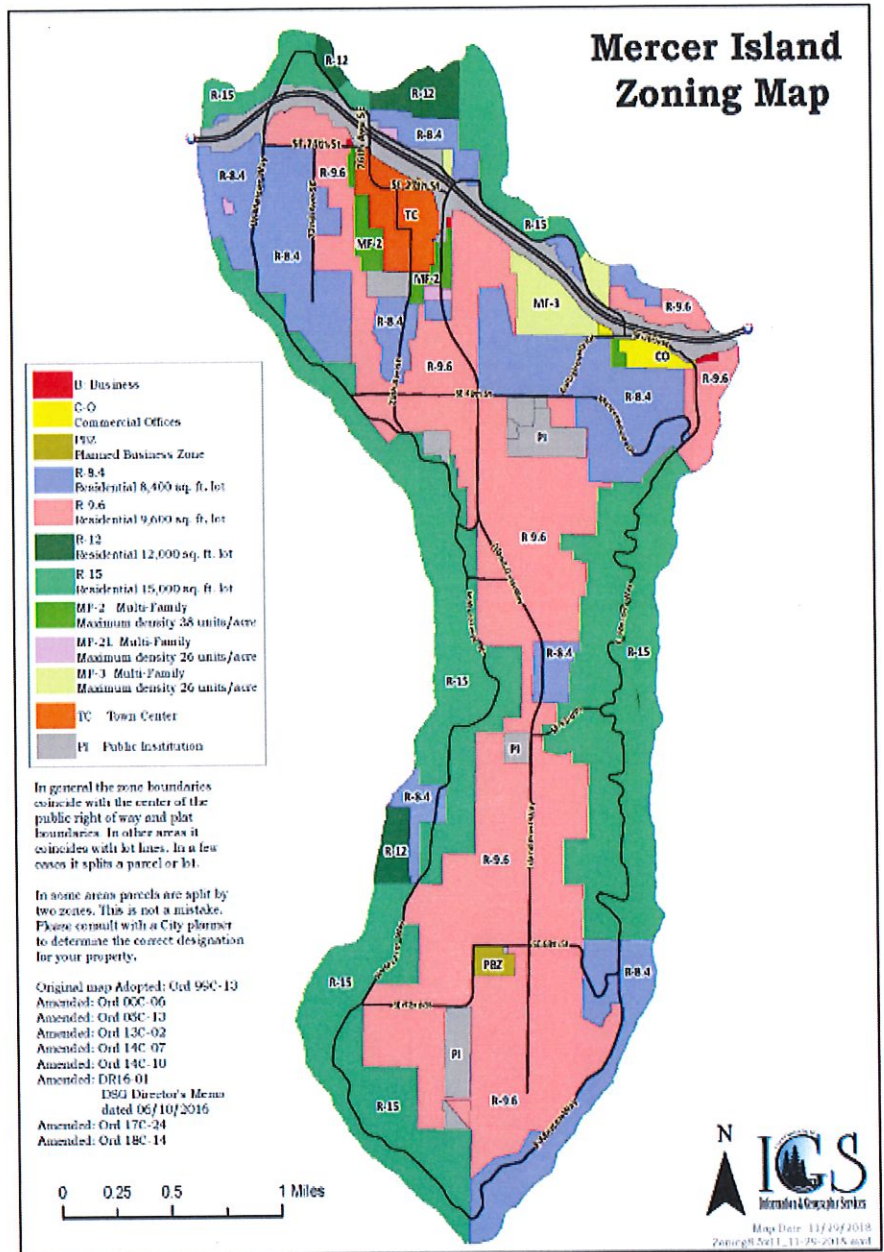 Mercer Island
Zoning Map
R-12
R-15
R-12
R-8.4
R-8.4
R-9.6
TC
R-15
MF-2
R-8.4
MF-2
MF-3
R-9.6
R-8.4
R-9.6
CO
R-9.6
R-8.4
PI
R-9.6
R-15
R-8.4
R-15
PI
R-8.4
R-12
R-9.6
PBZ
R-8.4
R-15
PI
R-9.6
R-15
B: Business
C-O
Commercial Offices
PBZ
Planned Business Zone
R-8.4
Residential 8,400 sq. ft. lot
R-9.6
Residential 9,600 sq. ft. lot
R-12
Residential 12,000 sq. ft. lot
R-15
Residential 15,000 sq. ft. lot
MF-2 Multi-Family
Maximum density 38 units/acre
MF-2L Multi-Family
Maximum density 26 units/acre
MF-3 Multi-Family
Maximum density 26 units/acre
TC Town Center
PI Public Insititution
In general the zone boundaries
coincide with the center of the
public right of way and plat
boundaries. In other areas it
coincides with lot lines. In a few
cases it splits a parcel or lot.
In some areas parcels are split by
two zones. This is not a mistake.
Please consult with a City planner
to determine the correct designation
for your property.
Original map Adopted: Ord 99C-13
Amended: Ord 00C-06
Amended: Ord 03C-13
Amended: Ord 13C-02
Amended: Ord 14C-07
Amended: Ord 14C-10
Amended: DR16-01
DSG Director's Memo
dated 06/10/2016
Amended: Ord 17C-24
Amended: Ord 18C-14
0 0.25 0.5 1 Miles
N
IGS
Information & Geographic Services
Map Date 11/29/2018